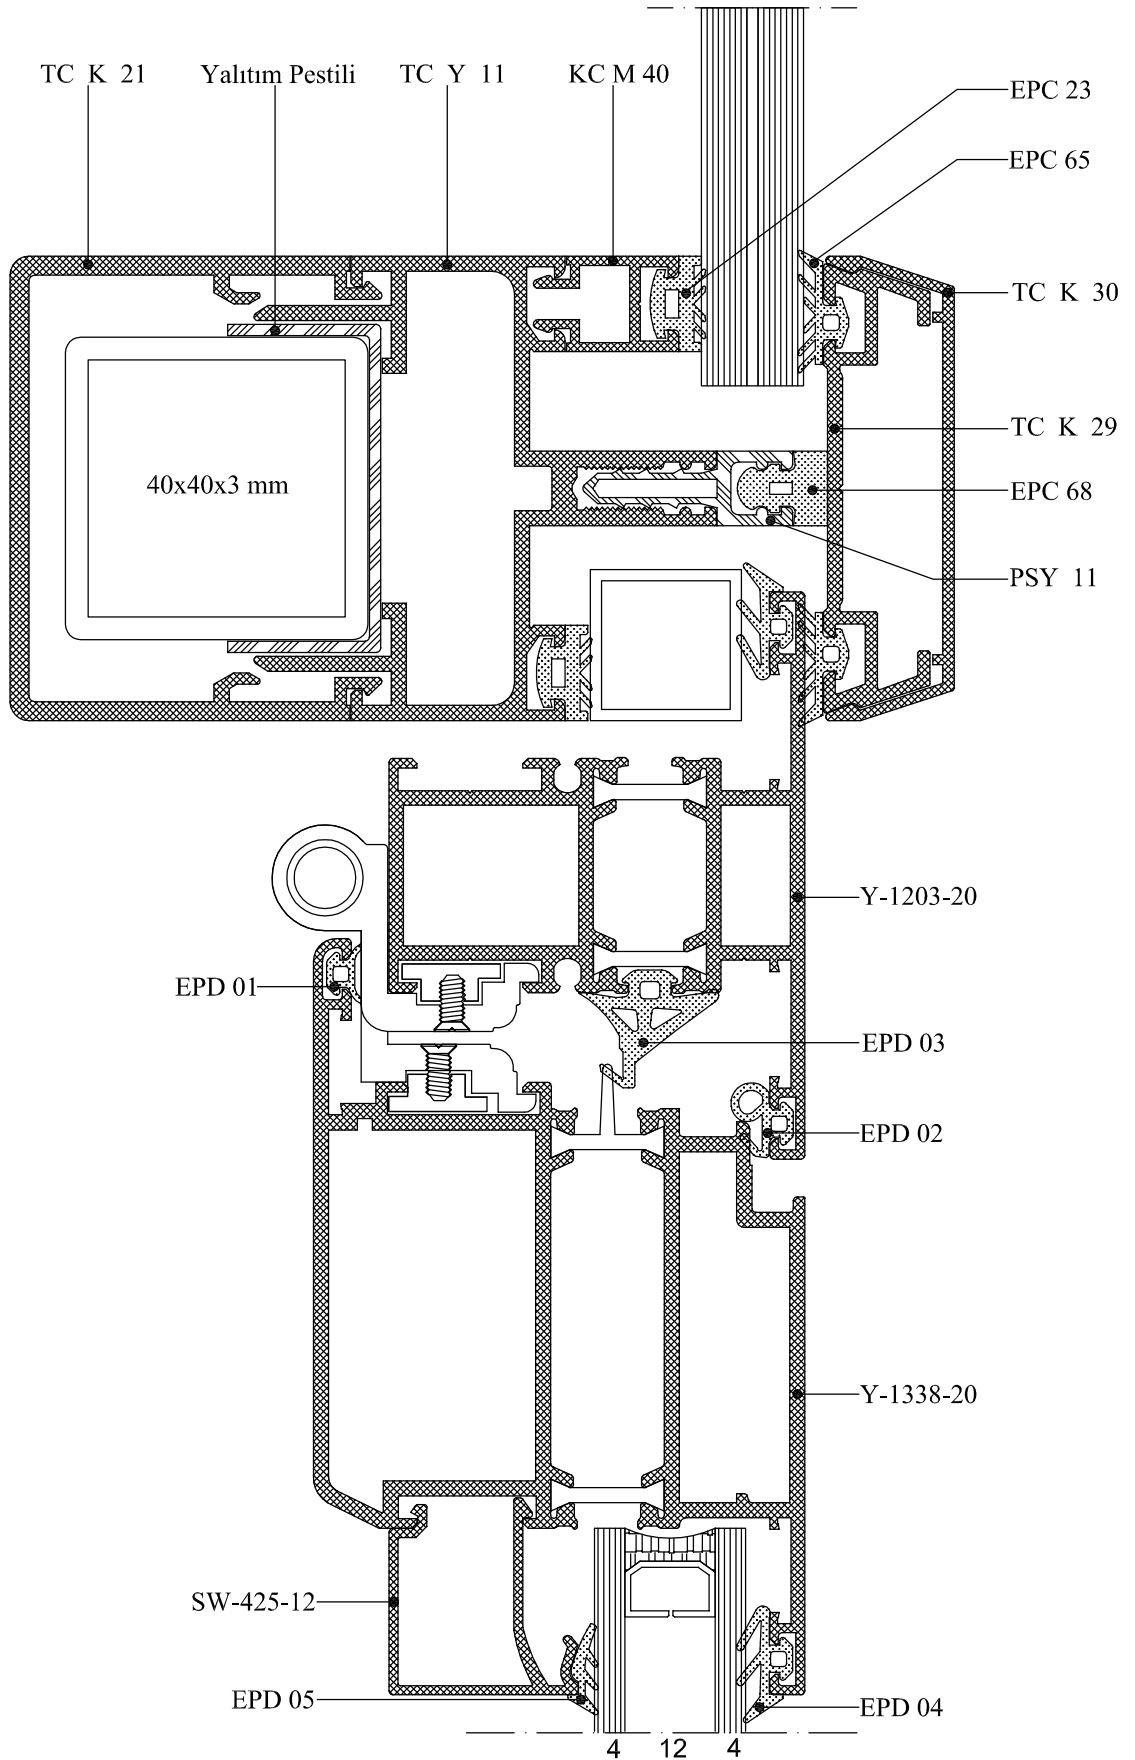 TC K 21
Yalıtım Pestili
TC Y 11
KC M 40
EPC 23
EPC 65
TC K 30
TC K 29
40x40x3 mm
EPC 68
PSY 11
Y-1203-20
EPD 01
EPD 03
EPD 02
Y-1338-20
SW-425-12
EPD 05
EPD 04
4 12 4